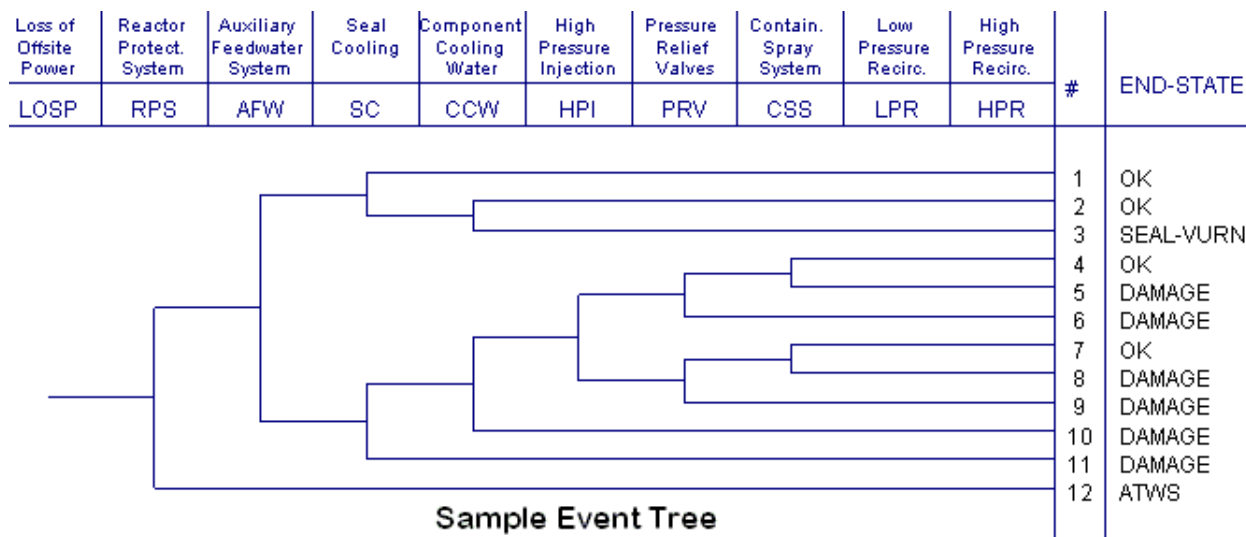 Loss of Offsite Power
Reactor Protect. System
Auxiliary Feedwater System
Seal Cooling
Component Cooling Water
High Pressure Injection
Pressure Relief Valves
Contain. Spray System
Low Pressure Recirc.
High Pressure Recirc.
# END-STATE
LOSP RPS AFW SC CCW HPI PRV CSS LPR HPR
1 OK
2 OK
3 SEAL-VURN
4 OK
5 DAMAGE
6 DAMAGE
7 OK
8 DAMAGE
9 DAMAGE
10 DAMAGE
11 DAMAGE
12 ATWS
Sample Event Tree